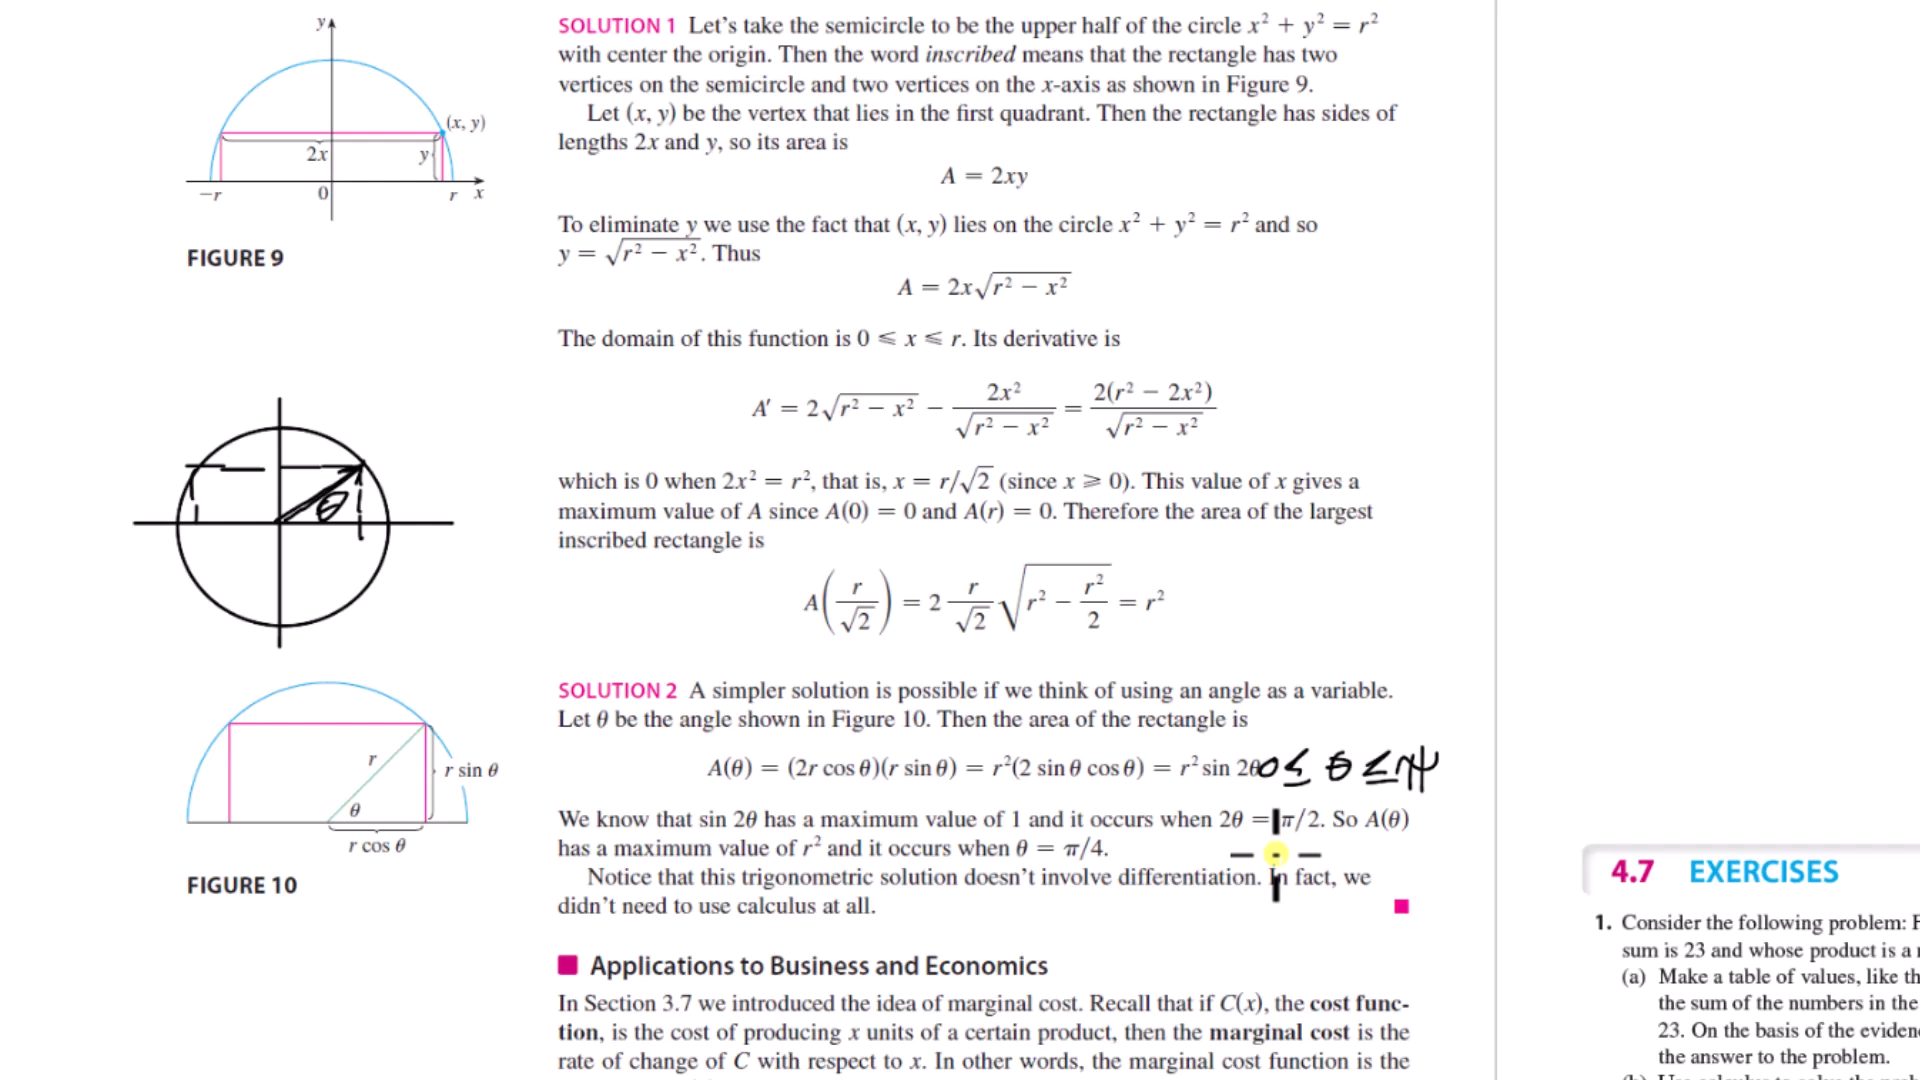 y
(x, y)
2x
y
−r
0
r
x
FIGURE 9
θ
r
r sin θ
θ
r cos θ
FIGURE 10
SOLUTION 1 Let’s take the semicircle to be the upper half of the circle x² + y² = r²
with center the origin. Then the word inscribed means that the rectangle has two
vertices on the semicircle and two vertices on the x-axis as shown in Figure 9.
Let (x, y) be the vertex that lies in the first quadrant. Then the rectangle has sides of
lengths 2x and y, so its area is
A = 2xy
To eliminate y we use the fact that (x, y) lies on the circle x² + y² = r² and so
y = √(r² − x²). Thus
A = 2x√(r² − x²)
The domain of this function is 0 ⩽ x ⩽ r. Its derivative is
A′ = 2√(r² − x²) − 2x²/√(r² − x²) = 2(r² − 2x²)/√(r² − x²)
which is 0 when 2x² = r², that is, x = r/√2 (since x ⩾ 0). This value of x gives a
maximum value of A since A(0) = 0 and A(r) = 0. Therefore the area of the largest
inscribed rectangle is
A(r/√2) = 2 r/√2 √(r² − r²/2) = r²
SOLUTION 2 A simpler solution is possible if we think of using an angle as a variable.
Let θ be the angle shown in Figure 10. Then the area of the rectangle is
A(θ) = (2r cos θ)(r sin θ) = r²(2 sin θ cos θ) = r² sin 2θ 0 ≤ θ ≤
We know that sin 2θ has a maximum value of 1 and it occurs when 2θ = π/2. So A(θ)
has a maximum value of r² and it occurs when θ = π/4.
Notice that this trigonometric solution doesn’t involve differentiation. In fact, we
didn’t need to use calculus at all.
Applications to Business and Economics
In Section 3.7 we introduced the idea of marginal cost. Recall that if C(x), the cost func-
tion, is the cost of producing x units of a certain product, then the marginal cost is the
rate of change of C with respect to x. In other words, the marginal cost function is the
4.7 EXERCISES
1. Consider the following problem: F
sum is 23 and whose product is a
(a) Make a table of values, like th
the sum of the numbers in the
23. On the basis of the eviden
the answer to the problem.